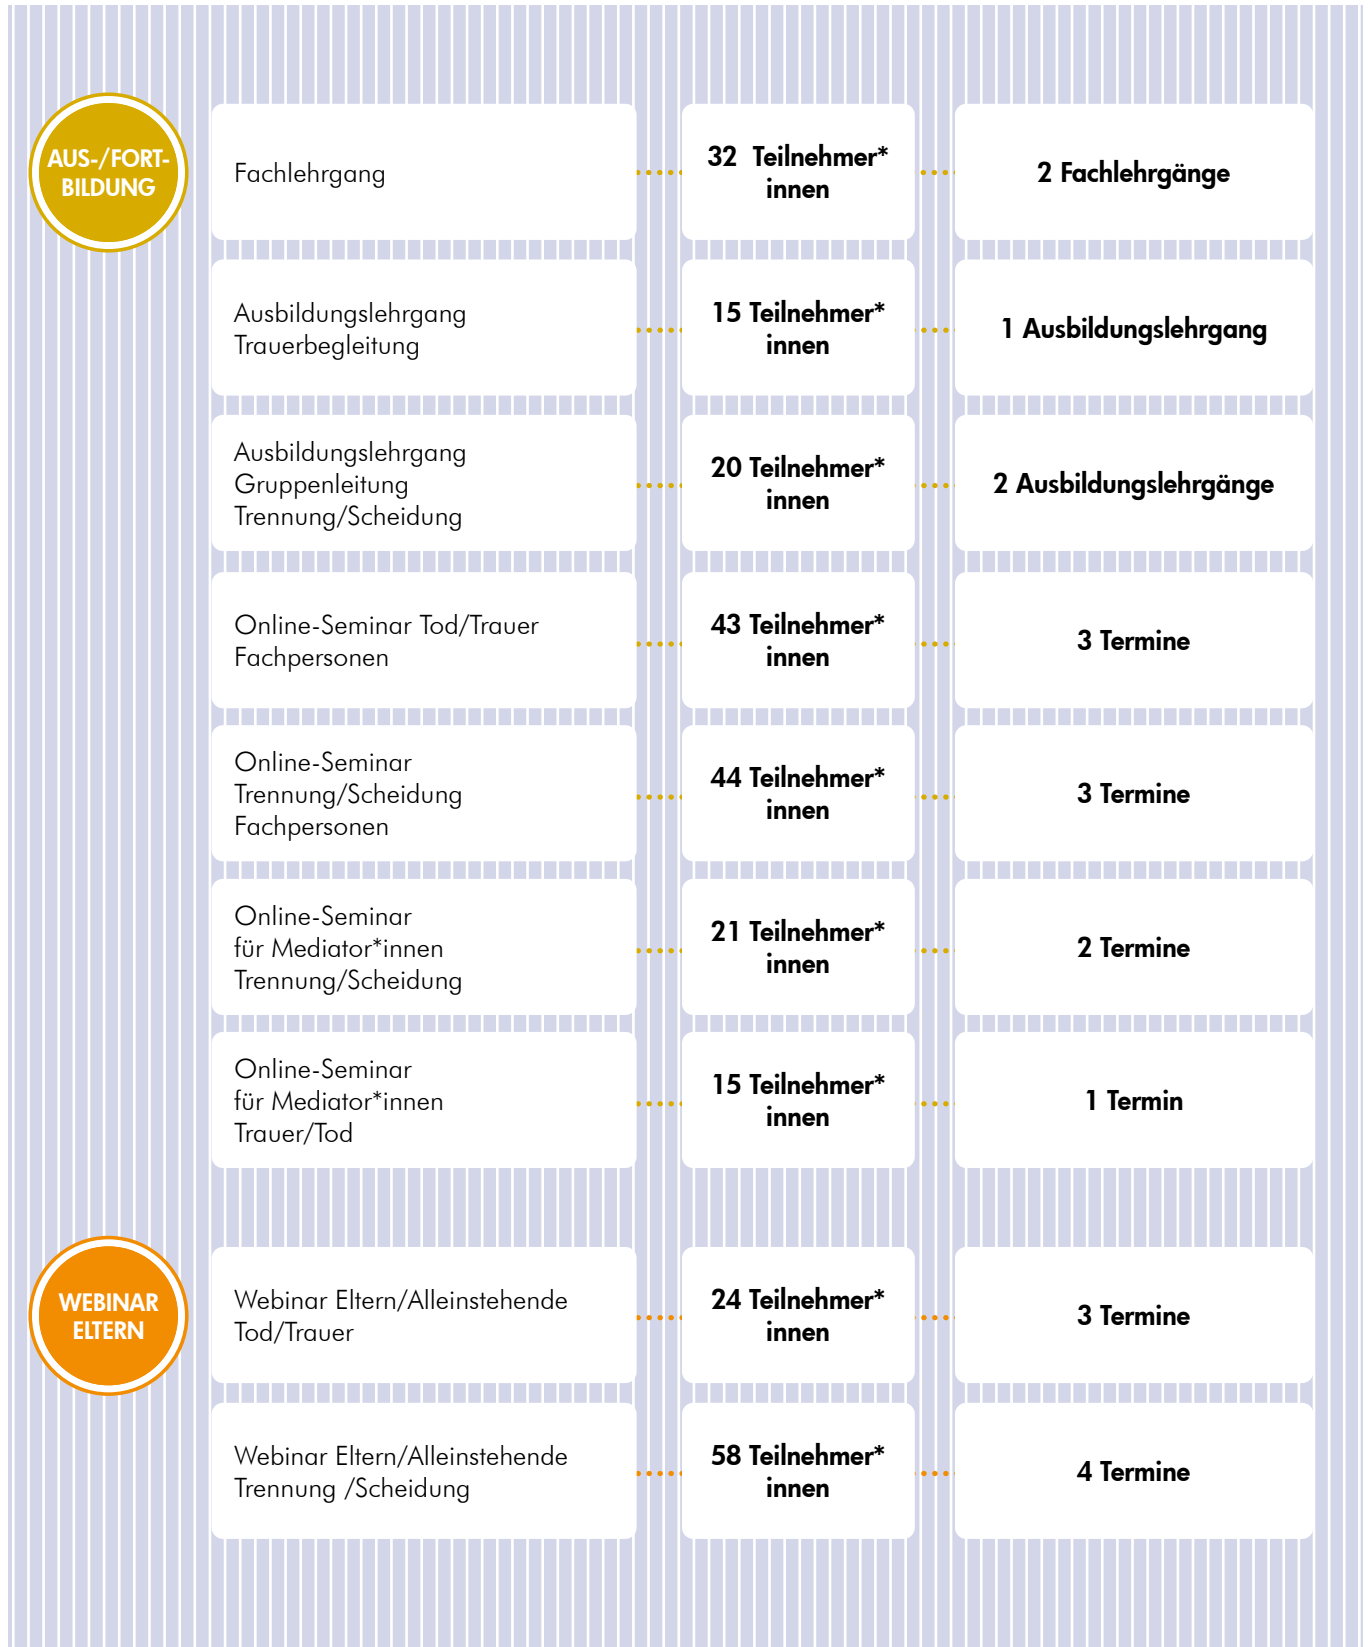 AUS-/FORT-
BILDUNG
Fachlehrgang
32 Teilnehmer*
innen
2 Fachlehrgänge
Ausbildungslehrgang
Trauerbegleitung
15 Teilnehmer*
innen
1 Ausbildungslehrgang
Ausbildungslehrgang
Gruppenleitung
Trennung/Scheidung
20 Teilnehmer*
innen
2 Ausbildungslehrgänge
Online-Seminar Tod/Trauer
Fachpersonen
43 Teilnehmer*
innen
3 Termine
Online-Seminar
Trennung/Scheidung
Fachpersonen
44 Teilnehmer*
innen
3 Termine
Online-Seminar
für Mediator*innen
Trennung/Scheidung
21 Teilnehmer*
innen
2 Termine
Online-Seminar
für Mediator*innen
Trauer/Tod
15 Teilnehmer*
innen
1 Termin
WEBINAR
ELTERN
Webinar Eltern/Alleinstehende
Tod/Trauer
24 Teilnehmer*
innen
3 Termine
Webinar Eltern/Alleinstehende
Trennung /Scheidung
58 Teilnehmer*
innen
4 Termine